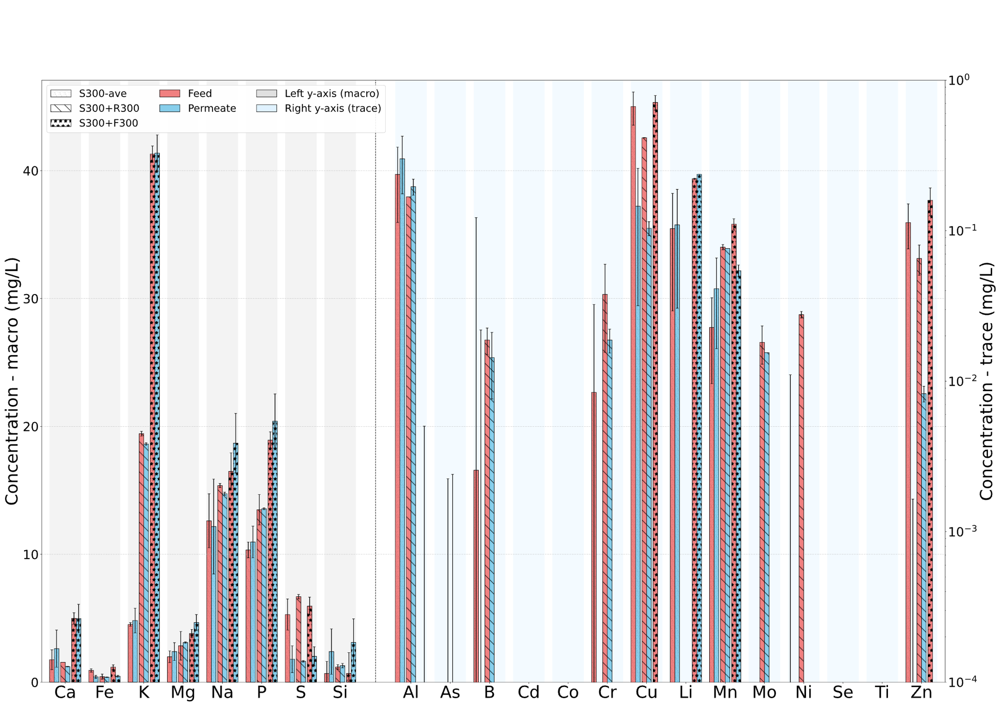 S300-ave Feed Left y-axis (macro)
S300+R300 Permeate Right y-axis (trace)
S300+F300
Concentration - macro (mg/L)
40
30
20
10
0
10⁰
10⁻¹
10⁻²
10⁻³
10⁻⁴
Concentration - trace (mg/L)
Ca Fe K Mg Na P S Si Al As B Cd Co Cr Cu Li Mn Mo Ni Se Ti Zn